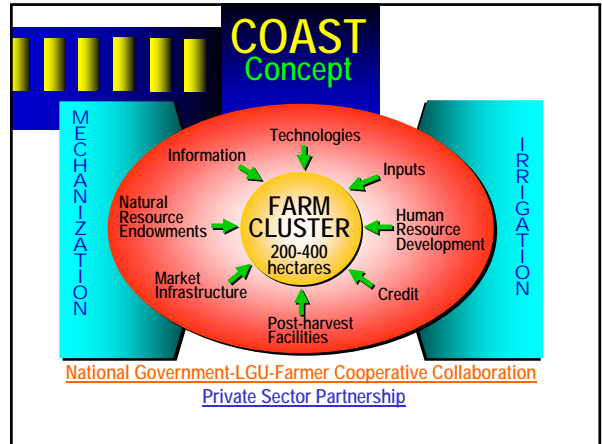 COAST
Concept
MECHANIZATION
IRRIGATION
Technologies
Information
Inputs
Natural
Resource
Endowments
FARM
CLUSTER
200-400
hectares
Human
Resource
Development
Market
Infrastructure
Credit
Post-harvest
Facilities
National Government-LGU-Farmer Cooperative Collaboration
Private Sector Partnership